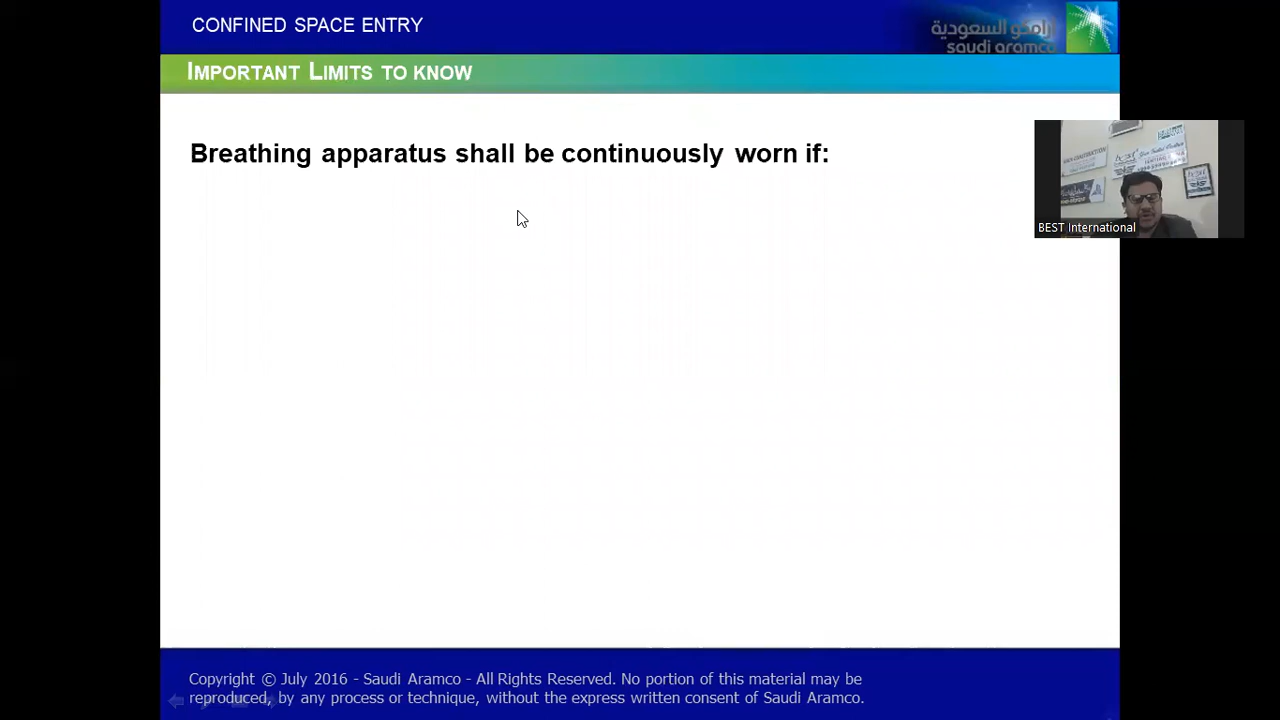 CONFINED SPACE ENTRY
أرامكو السعودية
saudi aramco
IMPORTANT LIMITS TO KNOW
Breathing apparatus shall be continuously worn if:
BEST International
Copyright © July 2016 - Saudi Aramco - All Rights Reserved. No portion of this material may be
reproduced, by any process or technique, without the express written consent of Saudi Aramco.